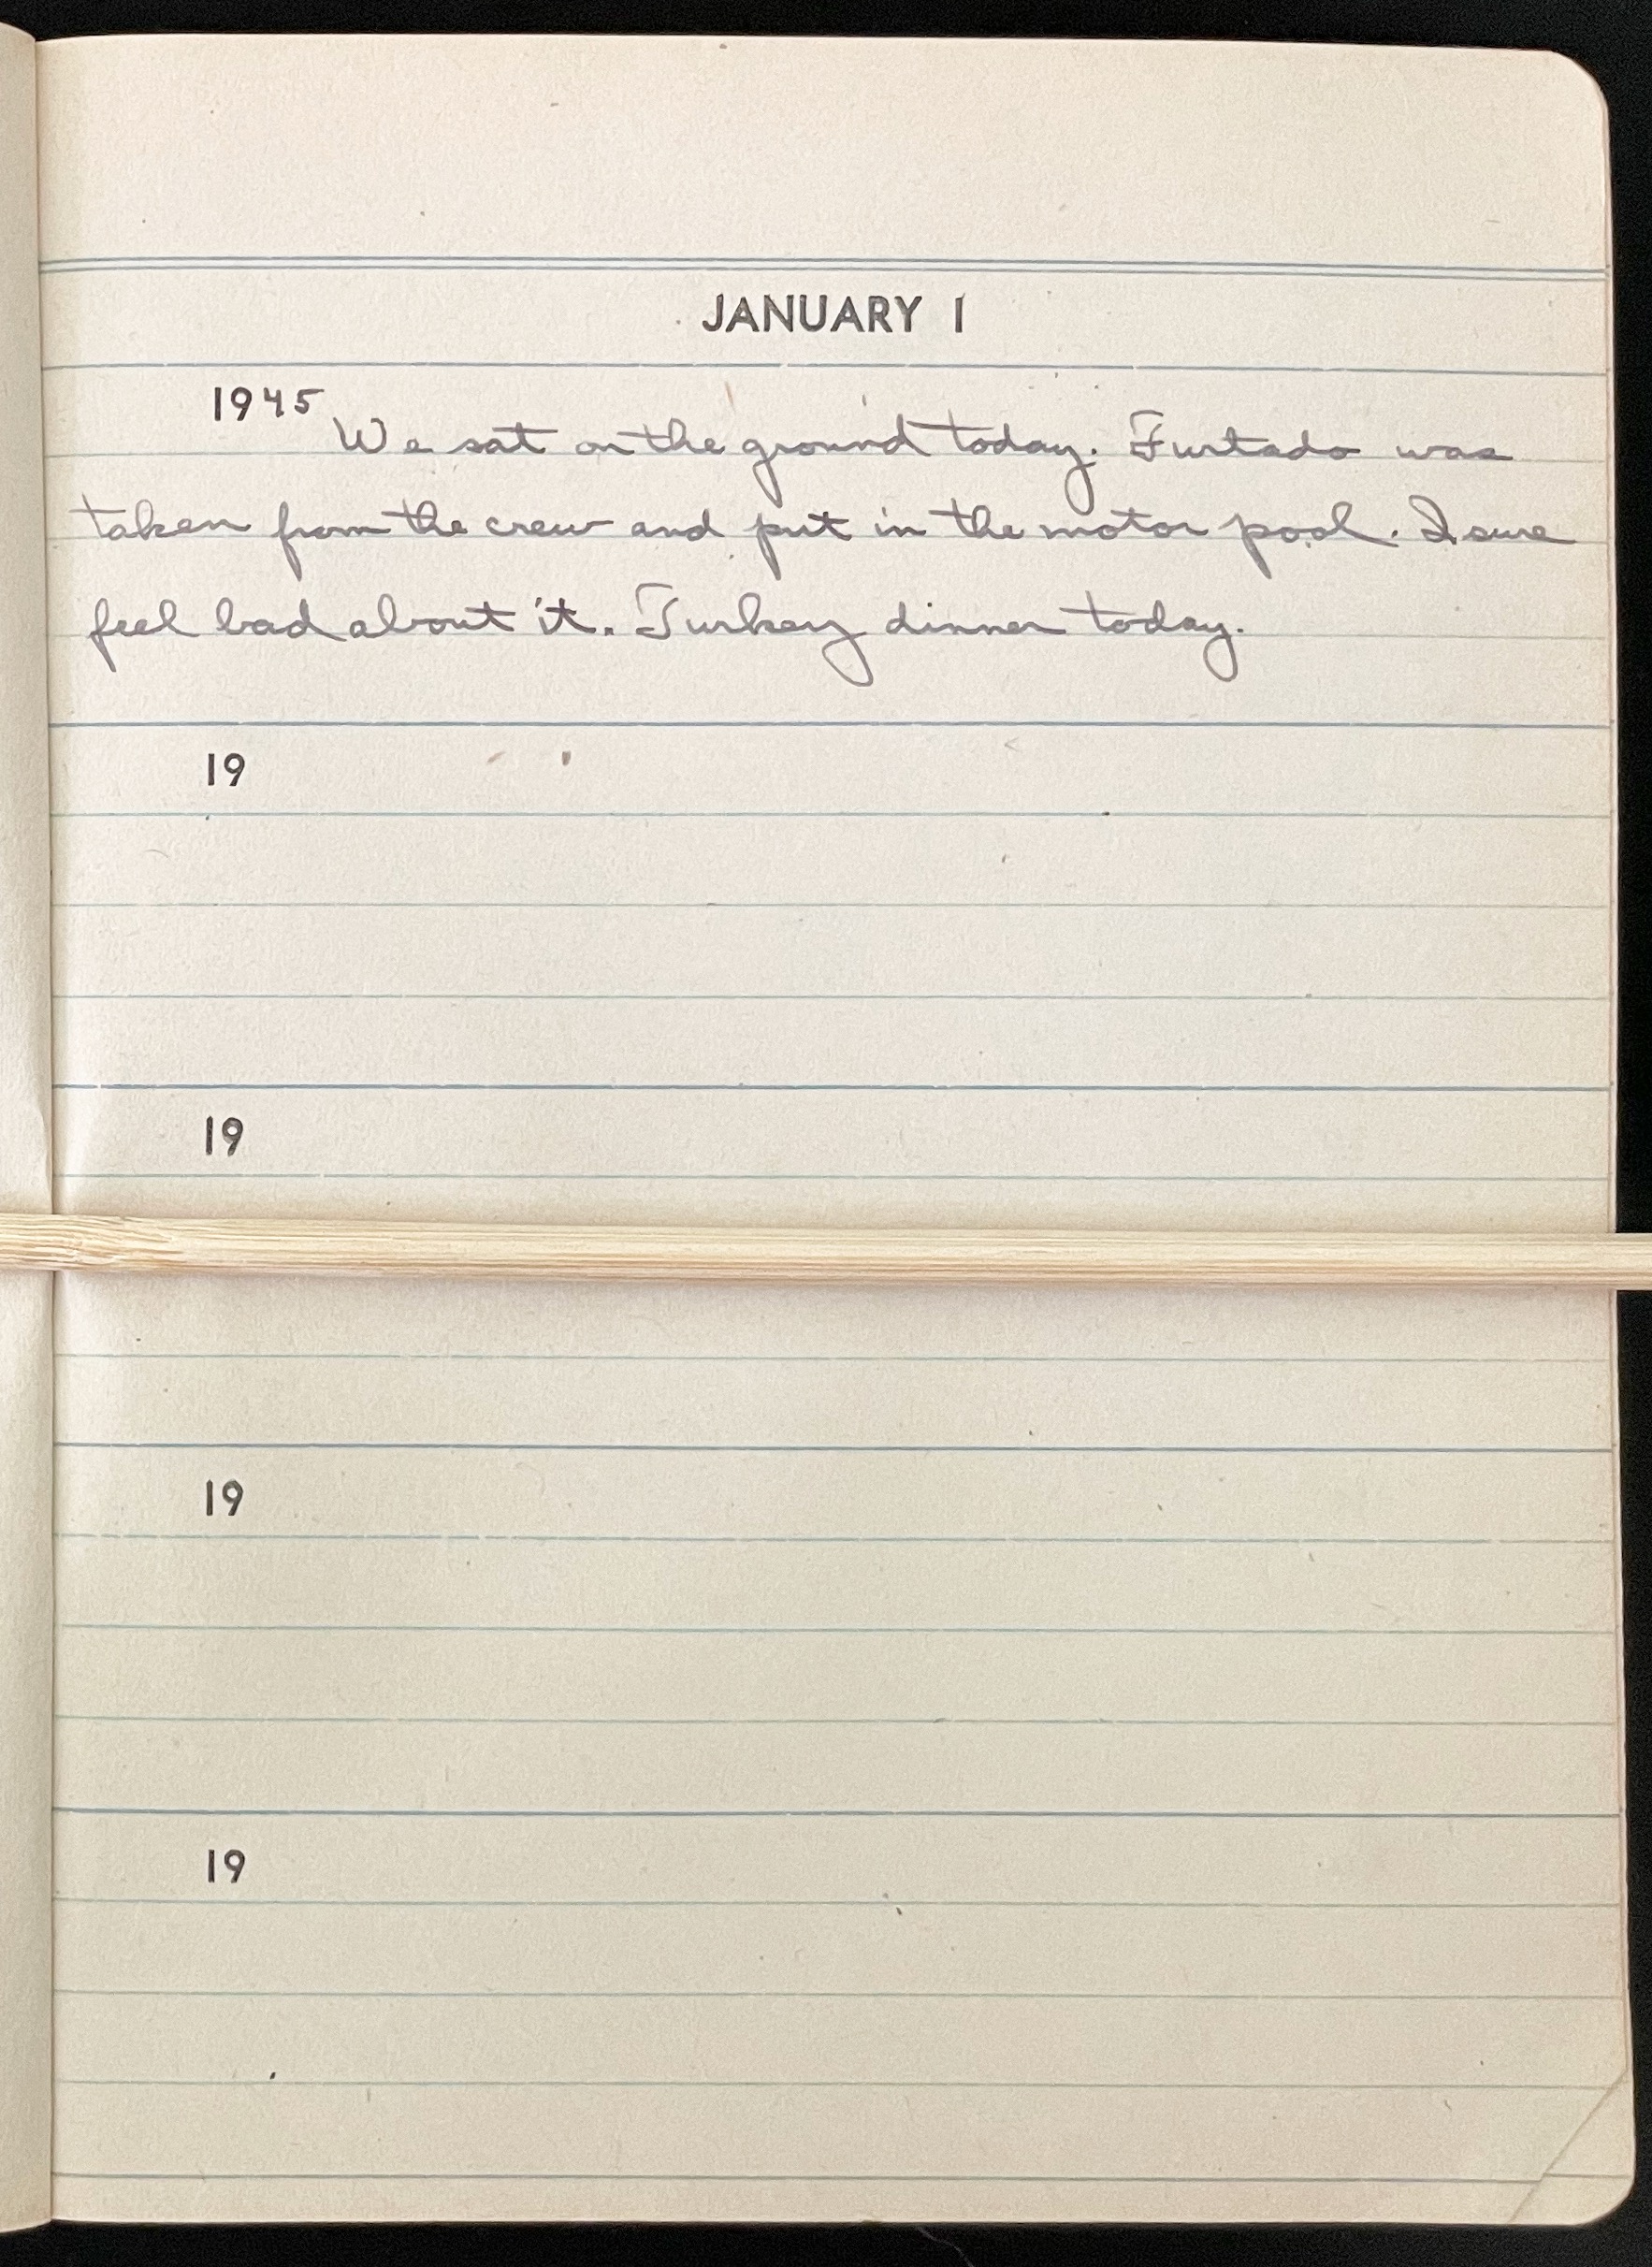 JANUARY 1
1945
We sat on the ground today. Furtado was
taken from the crew and put in the motor pool. I sure
feel bad about it. Turkey dinner today.
19
19
19
19